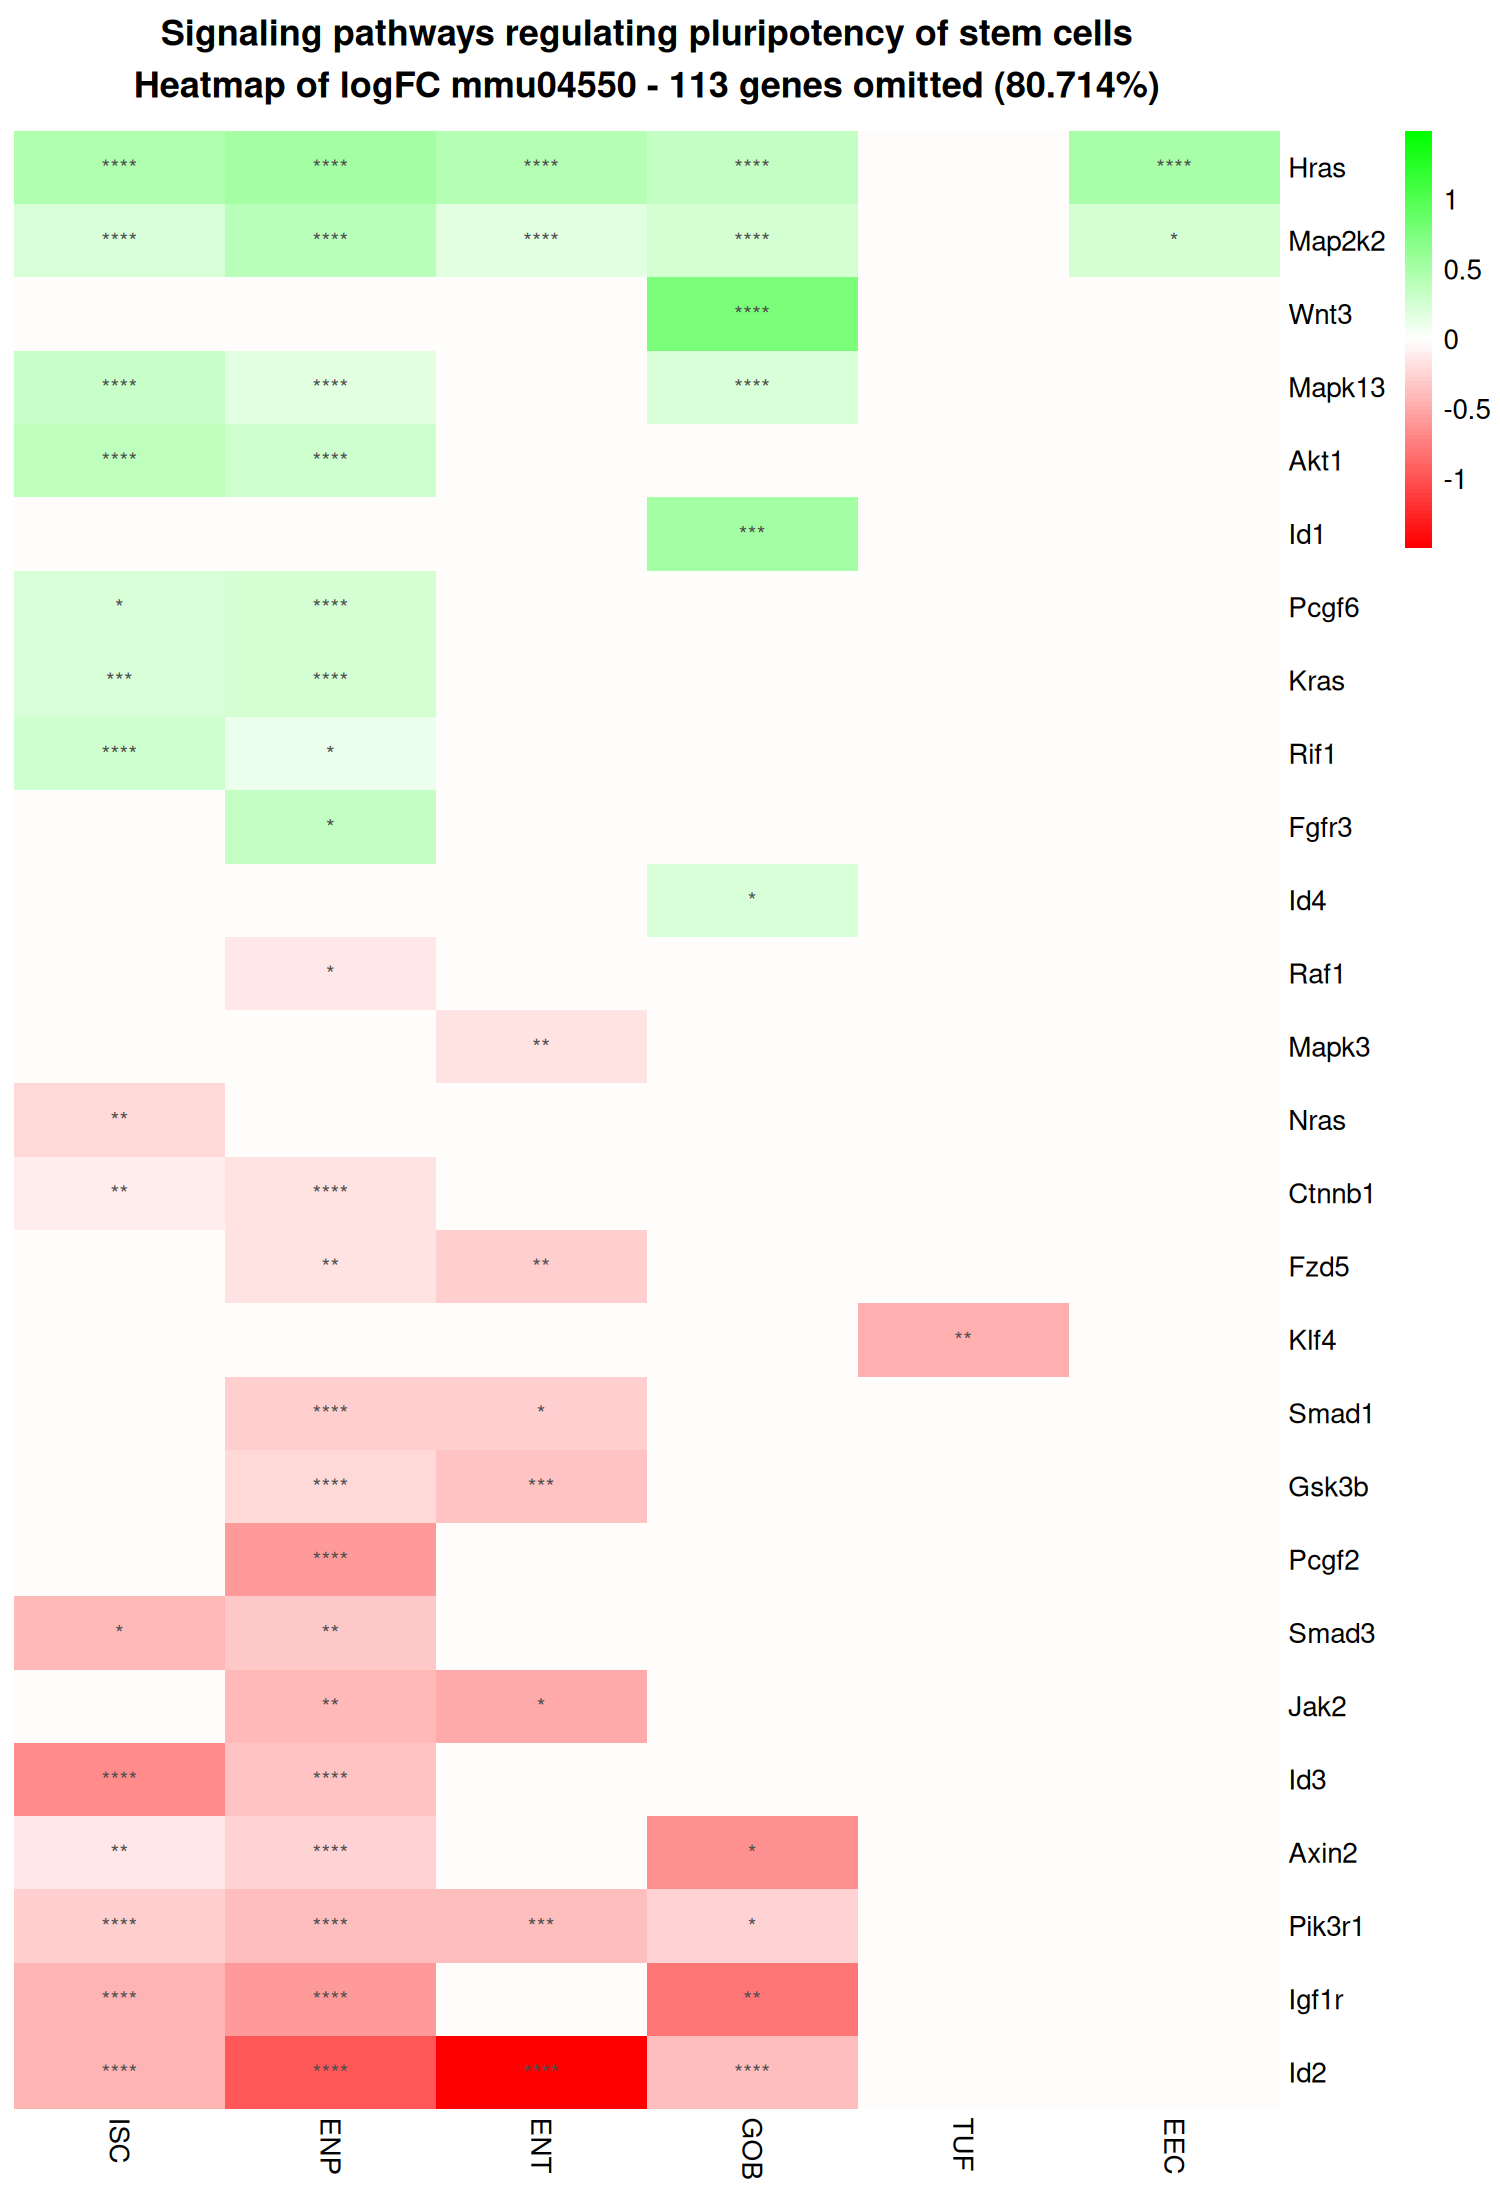 Signaling pathways regulating pluripotency of stem cells
Heatmap of logFC mmu04550 - 113 genes omitted (80.714%)
**** **** **** **** **** Hras
**** **** **** **** * Map2k2
**** Wnt3
**** **** **** Mapk13
**** **** Akt1
*** Id1
* **** Pcgf6
*** **** Kras
**** * Rif1
* Fgfr3
* Id4
* Raf1
** Mapk3
** Nras
** **** Ctnnb1
** ** Fzd5
** Klf4
**** * Smad1
**** *** Gsk3b
**** Pcgf2
* ** Smad3
** * Jak2
**** **** Id3
** **** * Axin2
**** **** *** * Pik3r1
**** **** ** Igf1r
**** **** **** **** Id2
ISC ENP ENT GOB TUF EEC
1
0.5
0
-0.5
-1